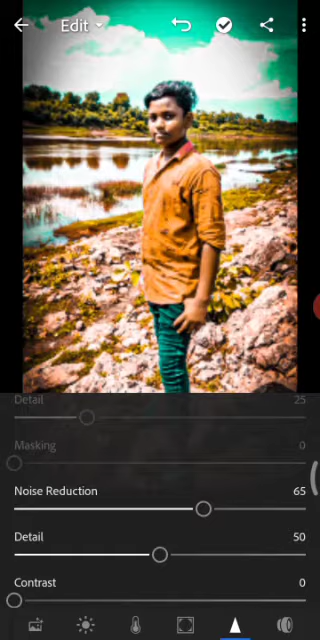 Edit
Detail 25
Masking 0
Noise Reduction 65
Detail 50
Contrast 0